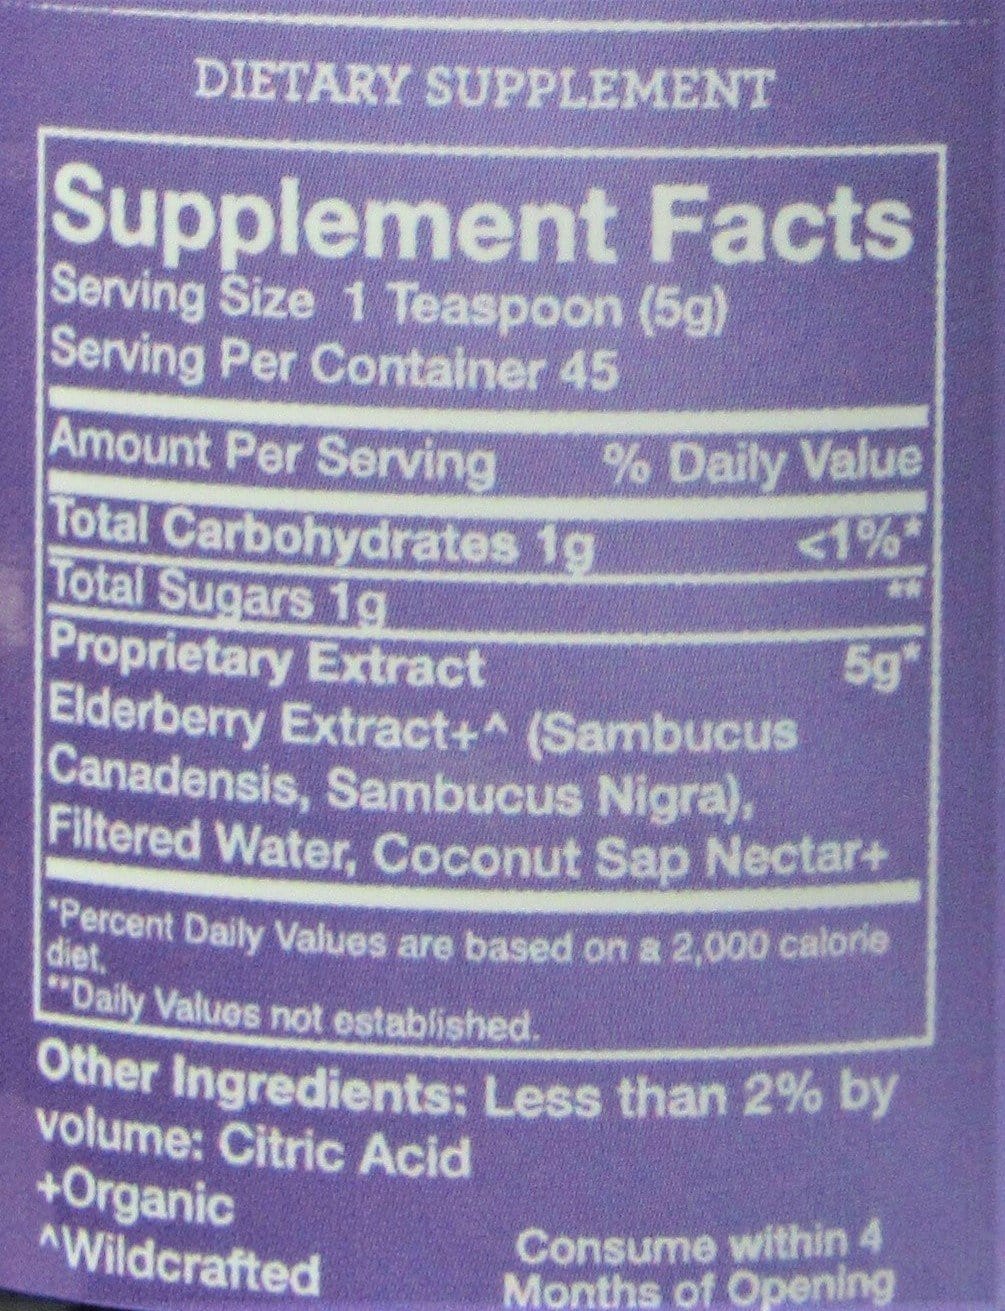 DIETARY SUPPLEMENT
Supplement Facts
Serving Size 1 Teaspoon (5g)
Serving Per Container 45
Amount Per Serving % Daily Value
Total Carbohydrates 1g <1%*
Total Sugars 1g **
Proprietary Extract 5g*
Elderberry Extract+^ (Sambucus
Canadensis, Sambucus Nigra),
Filtered Water, Coconut Sap Nectar+
*Percent Daily Values are based on a 2,000 calorie
diet.
**Daily Values not established.
Other Ingredients: Less than 2% by
volume: Citric Acid
+Organic
^Wildcrafted
Consume within 4
Months of Opening